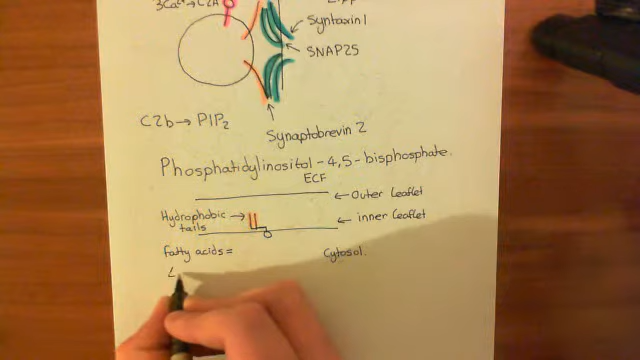 3Ca²⁺→C2A
Syntaxin 1
SNAP25
C2b→PIP₂
Synaptobrevin 2
Phosphatidylinositol-4,5-bisphosphate.
ECF
←Outer Leaflet
Hydrophobic→
tails
←inner Leaflet
fatty acids=
Cytosol.